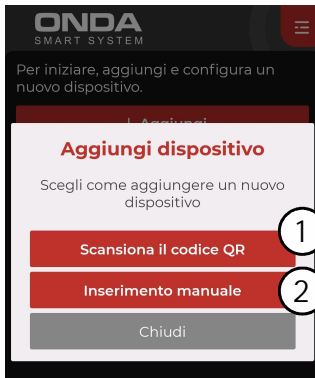 ONDA
SMART SYSTEM
Per iniziare, aggiungi e configura un
nuovo dispositivo.
Aggiungi
Aggiungi dispositivo
Scegli come aggiungere un nuovo
dispositivo
Scansiona il codice QR
1
Inserimento manuale
2
Chiudi